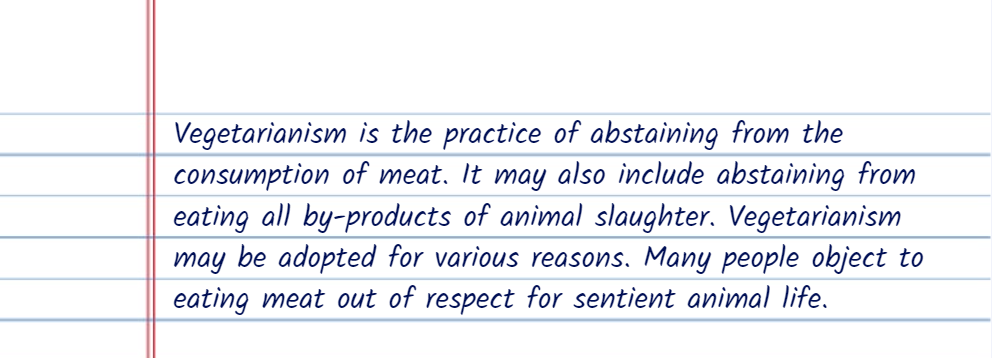 Vegetarianism is the practice of abstaining from the
consumption of meat. It may also include abstaining from
eating all by-products of animal slaughter. Vegetarianism
may be adopted for various reasons. Many people object to
eating meat out of respect for sentient animal life.